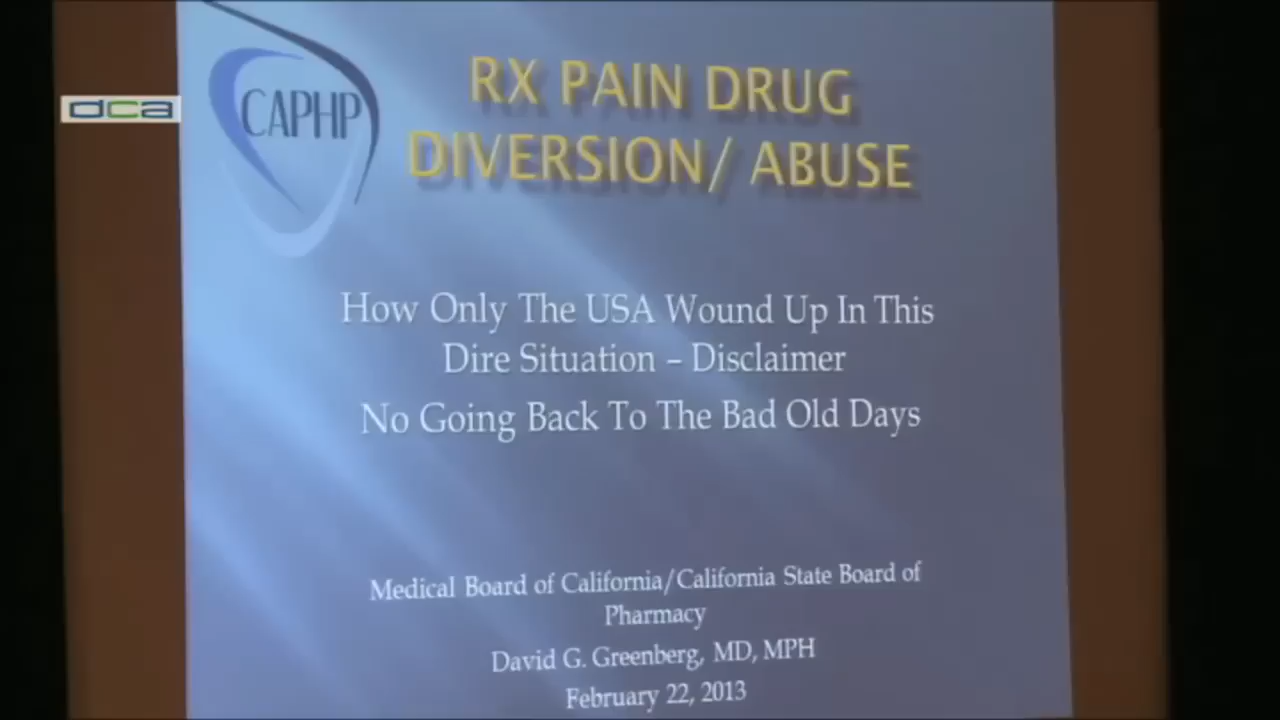 dca
CAPHP
RX PAIN DRUG
DIVERSION/ ABUSE
How Only The USA Wound Up In This
Dire Situation – Disclaimer
No Going Back To The Bad Old Days
Medical Board of California/California State Board of
Pharmacy
David G. Greenberg, MD, MPH
February 22, 2013